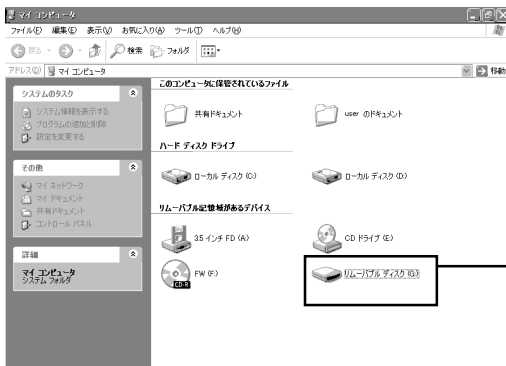 マイ コンピュータ
ファイル(F) 編集(E) 表示(V) お気に入り(A) ツール(T) ヘルプ(H)
戻る 検索 フォルダ
アドレス(D) マイ コンピュータ 移動
システムのタスク
システム情報を表示する
プログラムの追加と削除
設定を変更する
その他
マイ ネットワーク
マイ ドキュメント
共有ドキュメント
コントロール パネル
詳細
マイ コンピュータ
システム フォルダ
このコンピュータに保管されているファイル
共有ドキュメント user のドキュメント
ハード ディスク ドライブ
ローカル ディスク (C:) ローカル ディスク (D:)
リムーバブル記憶域があるデバイス
3.5 インチ FD (A:) CD ドライブ (E:)
FW (F:) リムーバブル ディスク (G:)
CD-R